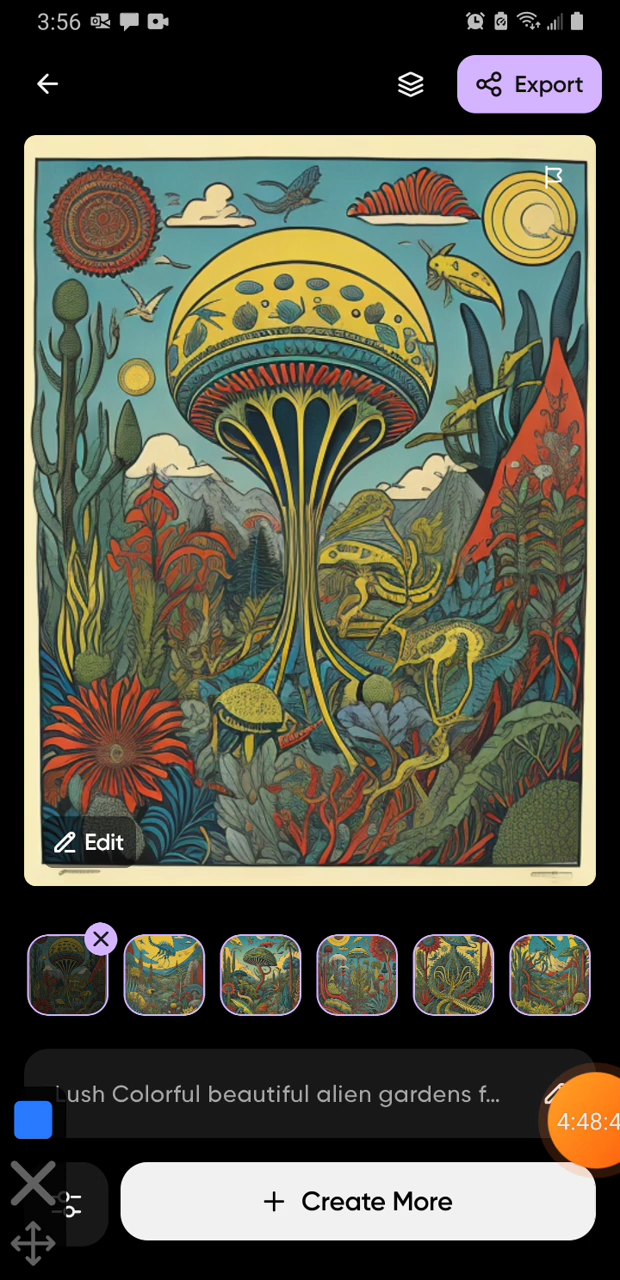 3:56
Export
Edit
Lush Colorful beautiful alien gardens f...
4:48:4
+ Create More